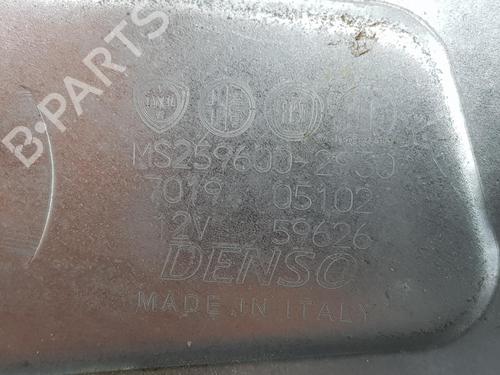 B-PARTS
MS259600-2930
7019 05102
12V 59626
DENSO
MADE IN ITALY